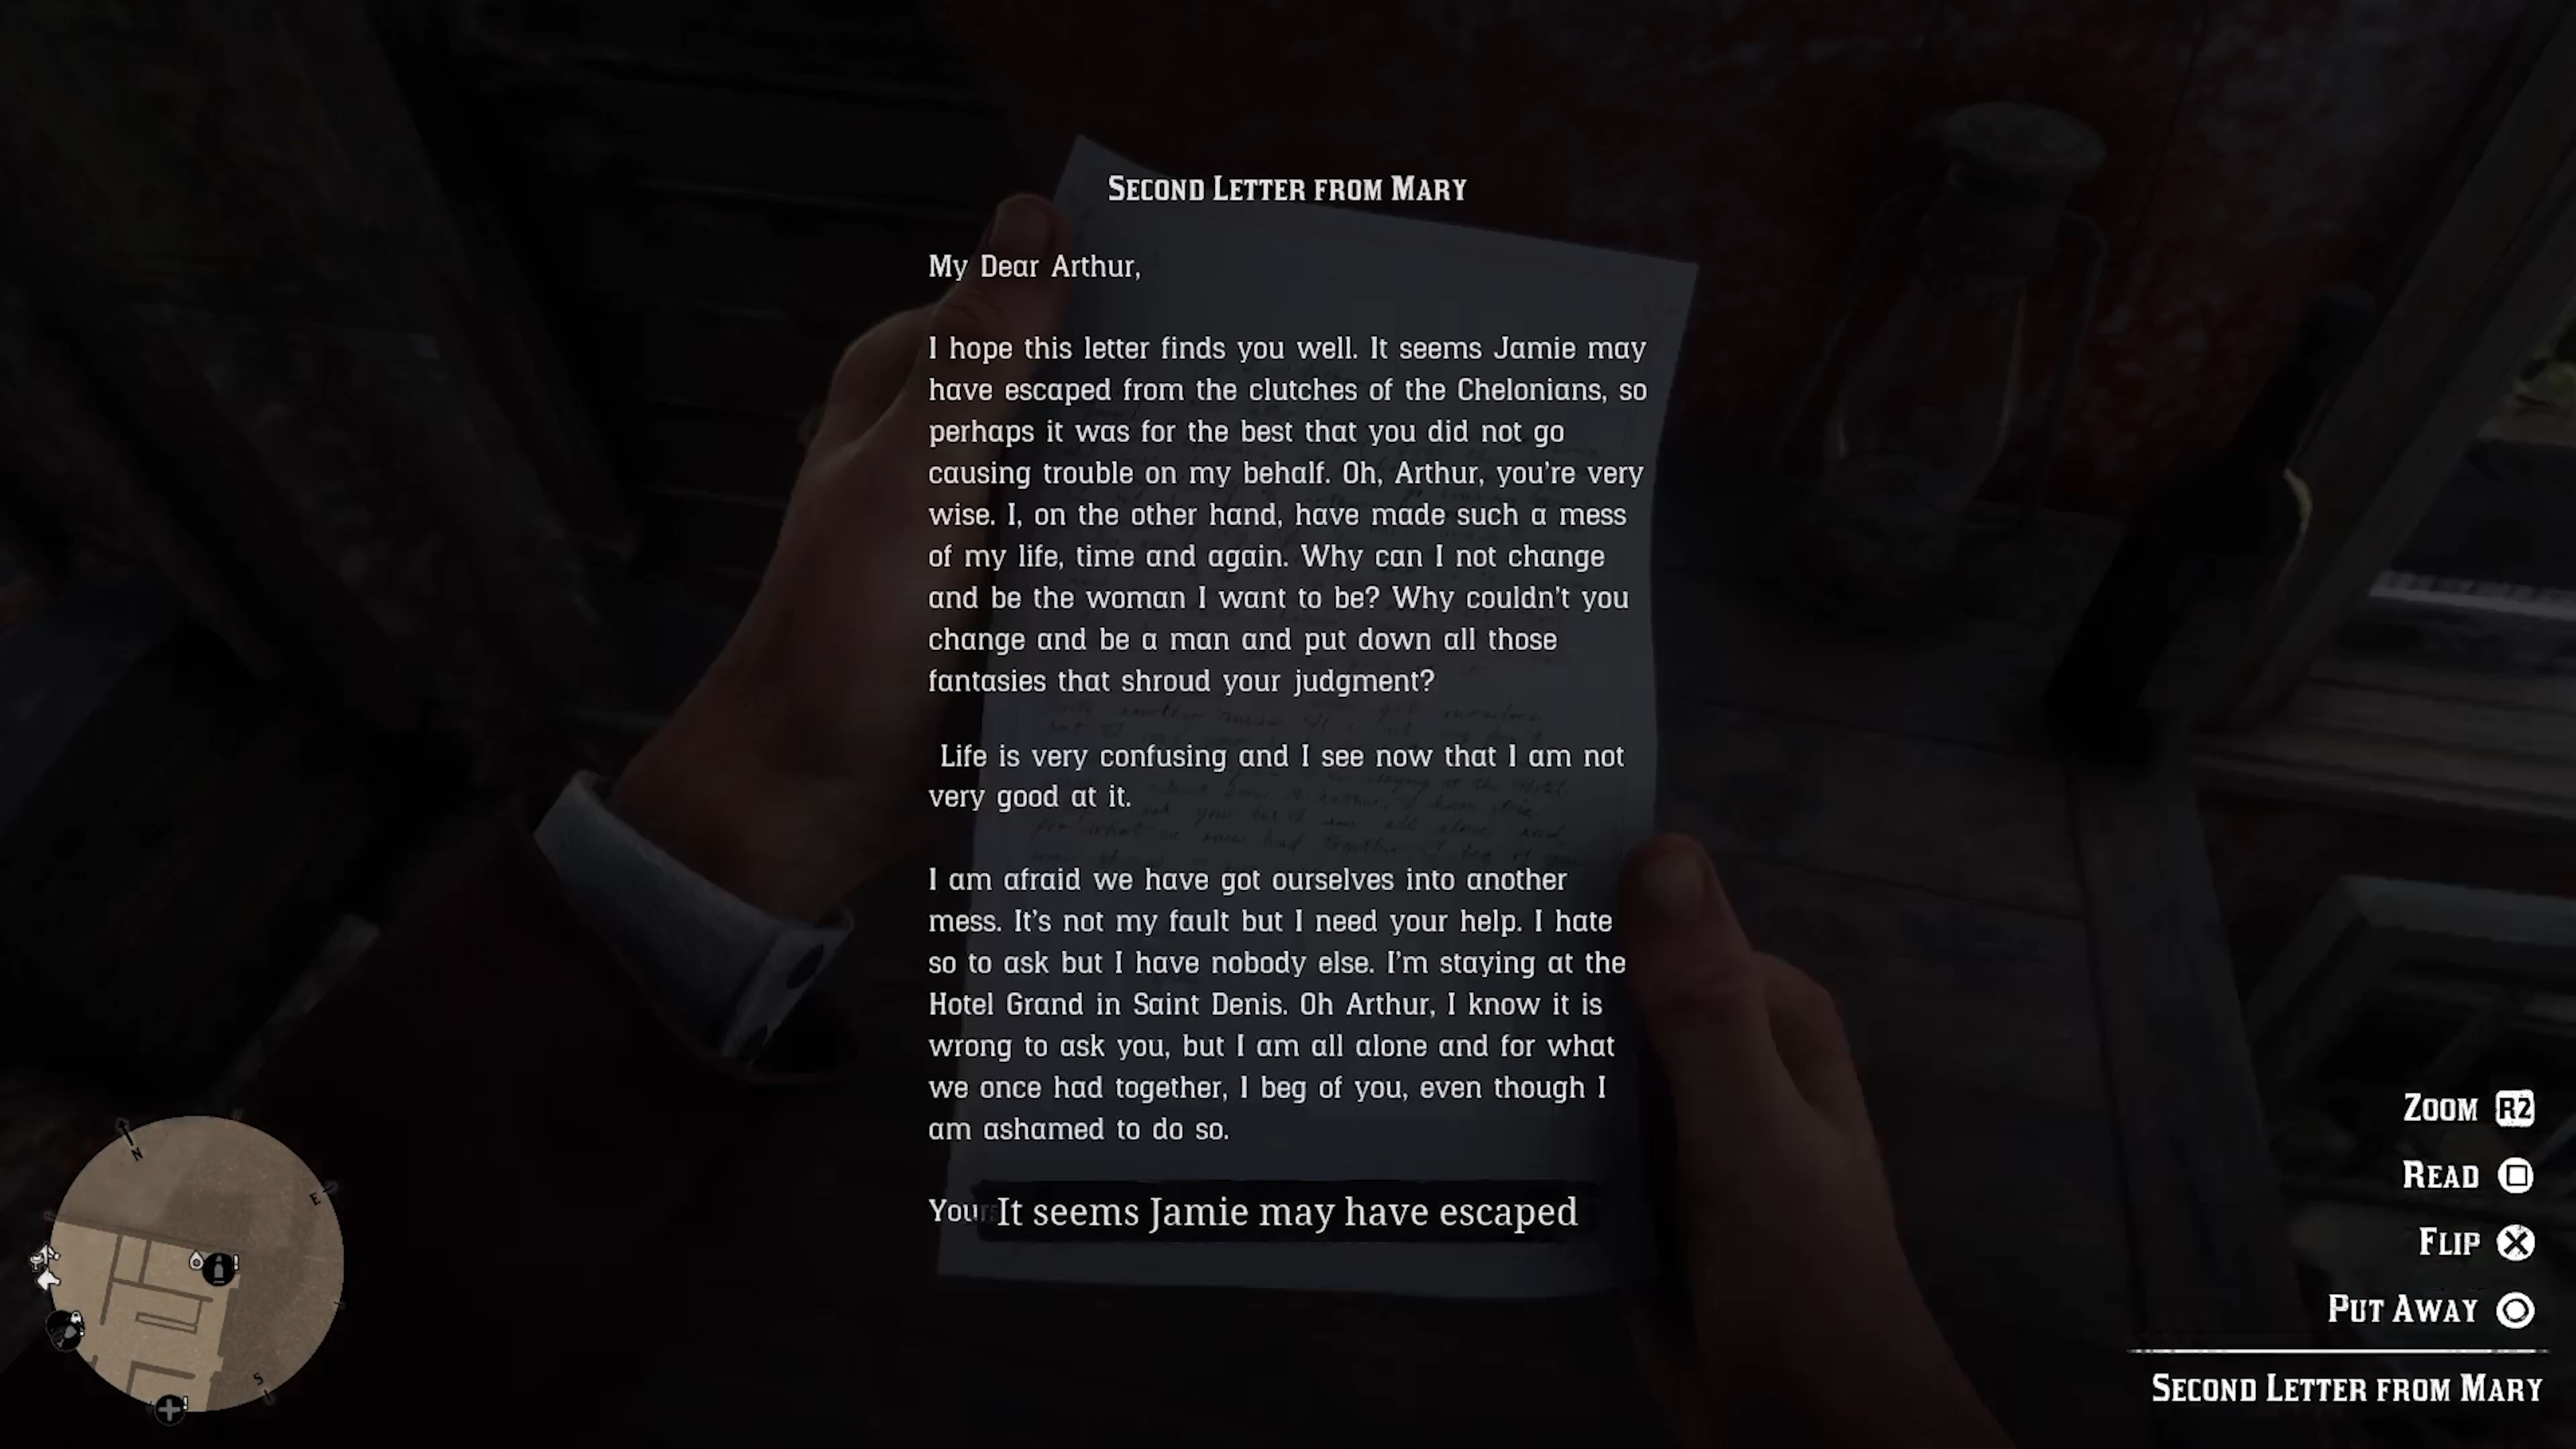 SECOND LETTER FROM MARY
My Dear Arthur,
I hope this letter finds you well. It seems Jamie may
have escaped from the clutches of the Chelonians, so
perhaps it was for the best that you did not go
causing trouble on my behalf. Oh, Arthur, you're very
wise. I, on the other hand, have made such a mess
of my life, time and again. Why can I not change
and be the woman I want to be? Why couldn't you
change and be a man and put down all those
fantasies that shroud your judgment?
Life is very confusing and I see now that I am not
very good at it.
I am afraid we have got ourselves into another
mess. It's not my fault but I need your help. I hate
so to ask but I have nobody else. I'm staying at the
Hotel Grand in Saint Denis. Oh Arthur, I know it is
wrong to ask you, but I am all alone and for what
we once had together, I beg of you, even though I
am ashamed to do so.
It seems Jamie may have escaped
N
E
S
ZOOM R2
READ
FLIP
PUT AWAY
SECOND LETTER FROM MARY